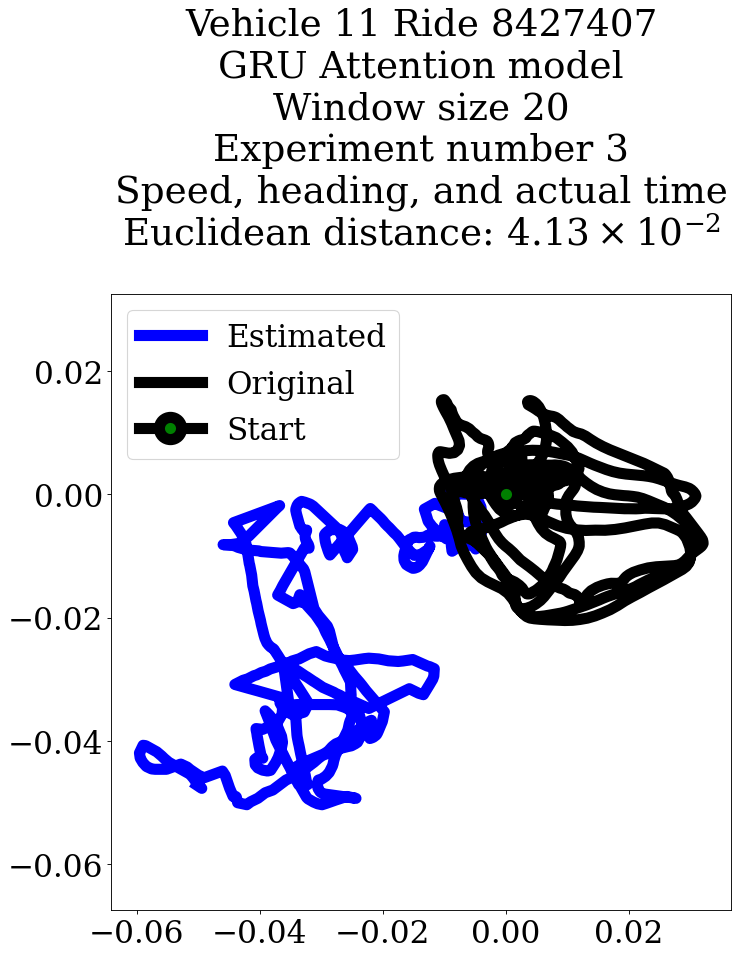 Vehicle 11 Ride 8427407
GRU Attention model
Window size 20
Experiment number 3
Speed, heading, and actual time
Euclidean distance: 4.13 × 10⁻²
Estimated
Original
Start
0.02
0.00
−0.02
−0.04
−0.06
−0.06
−0.04
−0.02
0.00
0.02